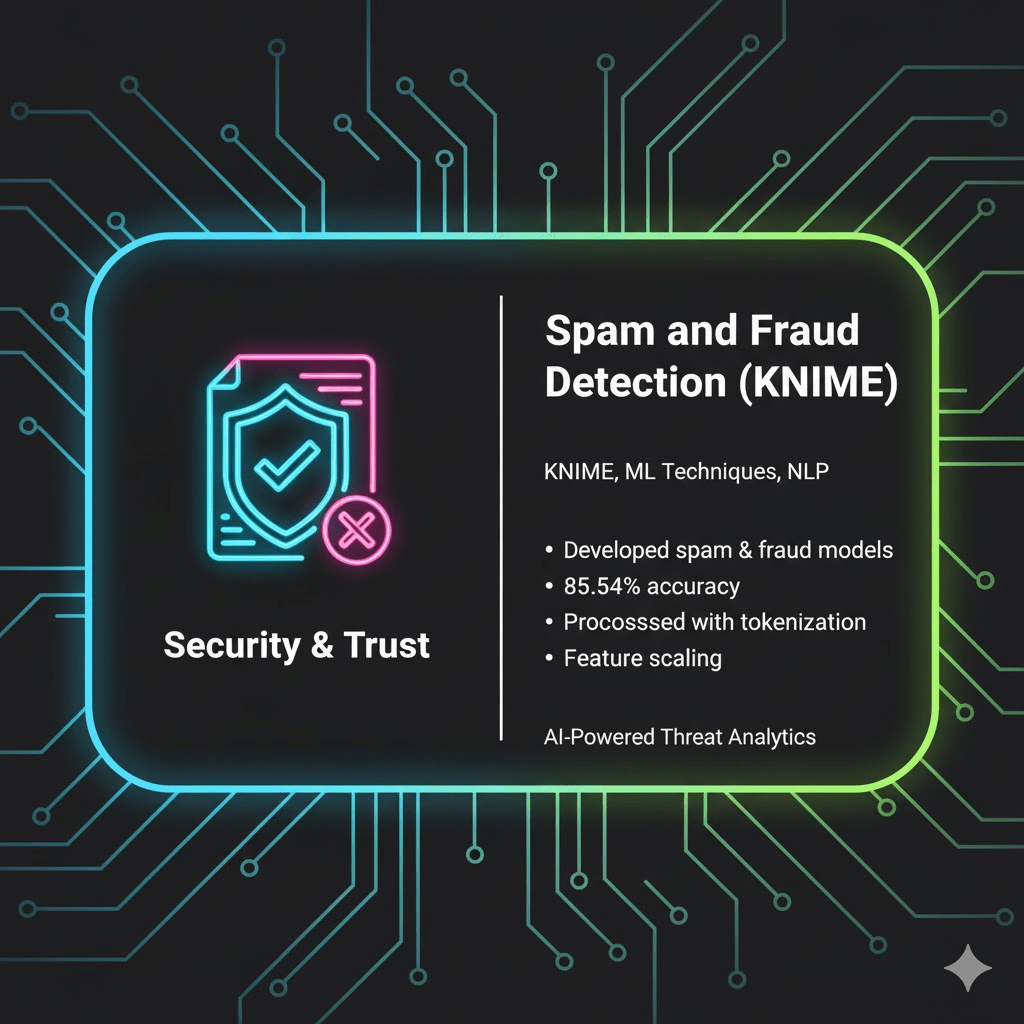 Security & Trust
Spam and Fraud
Detection (KNIME)
KNIME, ML Techniques, NLP
• Developed spam & fraud models
• 85.54% accuracy
• Procosssed with tokenization
• Feature scaling
AI-Powered Threat Analytics